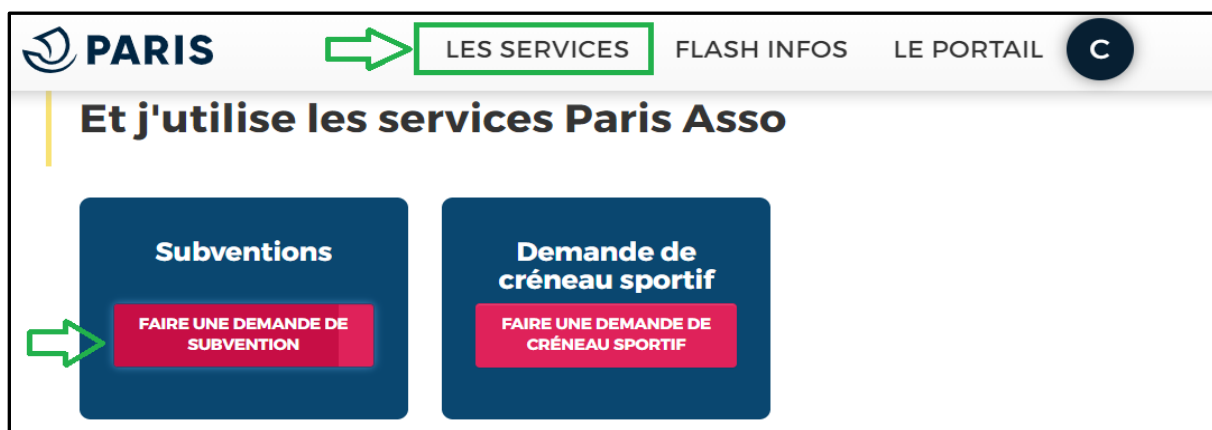 PARIS
LES SERVICES
FLASH INFOS
LE PORTAIL
C
Et j'utilise les services Paris Asso
Subventions
FAIRE UNE DEMANDE DE
SUBVENTION
Demande de
créneau sportif
FAIRE UNE DEMANDE DE
CRÉNEAU SPORTIF